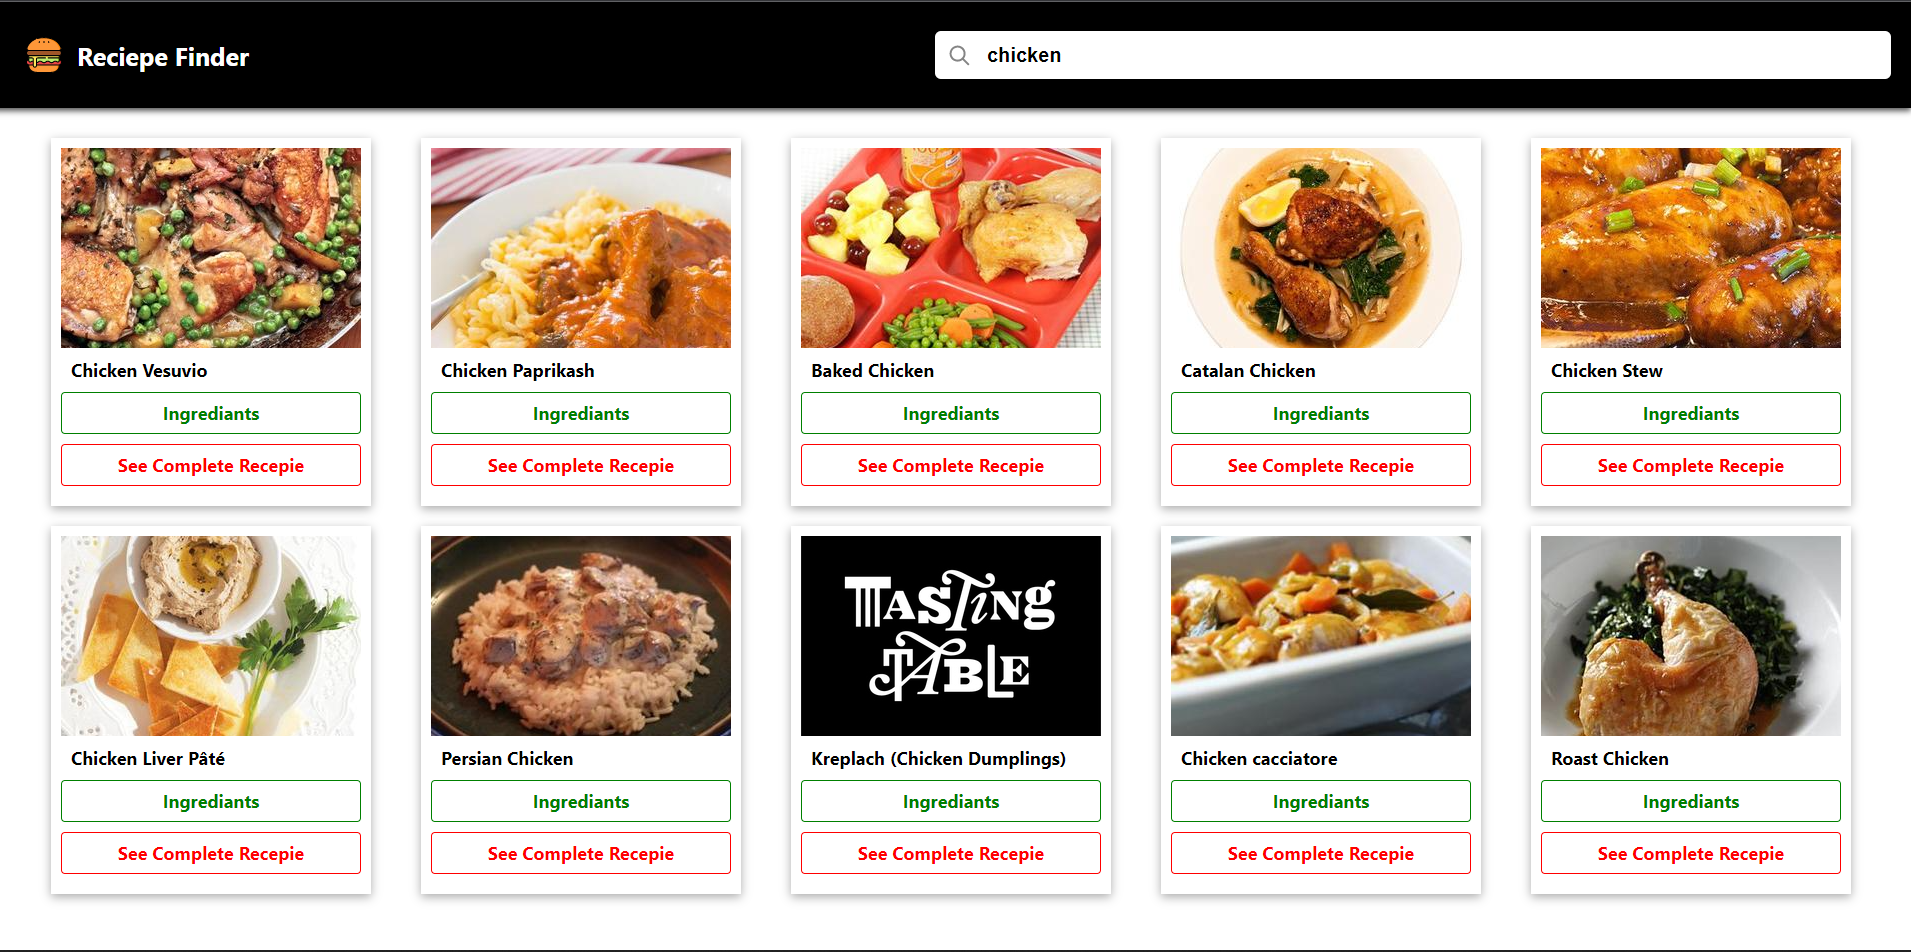 Reciepe Finder
chicken
Chicken Vesuvio
Ingrediants
See Complete Recepie
Chicken Paprikash
Ingrediants
See Complete Recepie
Baked Chicken
Ingrediants
See Complete Recepie
Catalan Chicken
Ingrediants
See Complete Recepie
Chicken Stew
Ingrediants
See Complete Recepie
Chicken Liver Pâté
Ingrediants
See Complete Recepie
Persian Chicken
Ingrediants
See Complete Recepie
TASTiNg
TABLE
Kreplach (Chicken Dumplings)
Ingrediants
See Complete Recepie
Chicken cacciatore
Ingrediants
See Complete Recepie
Roast Chicken
Ingrediants
See Complete Recepie